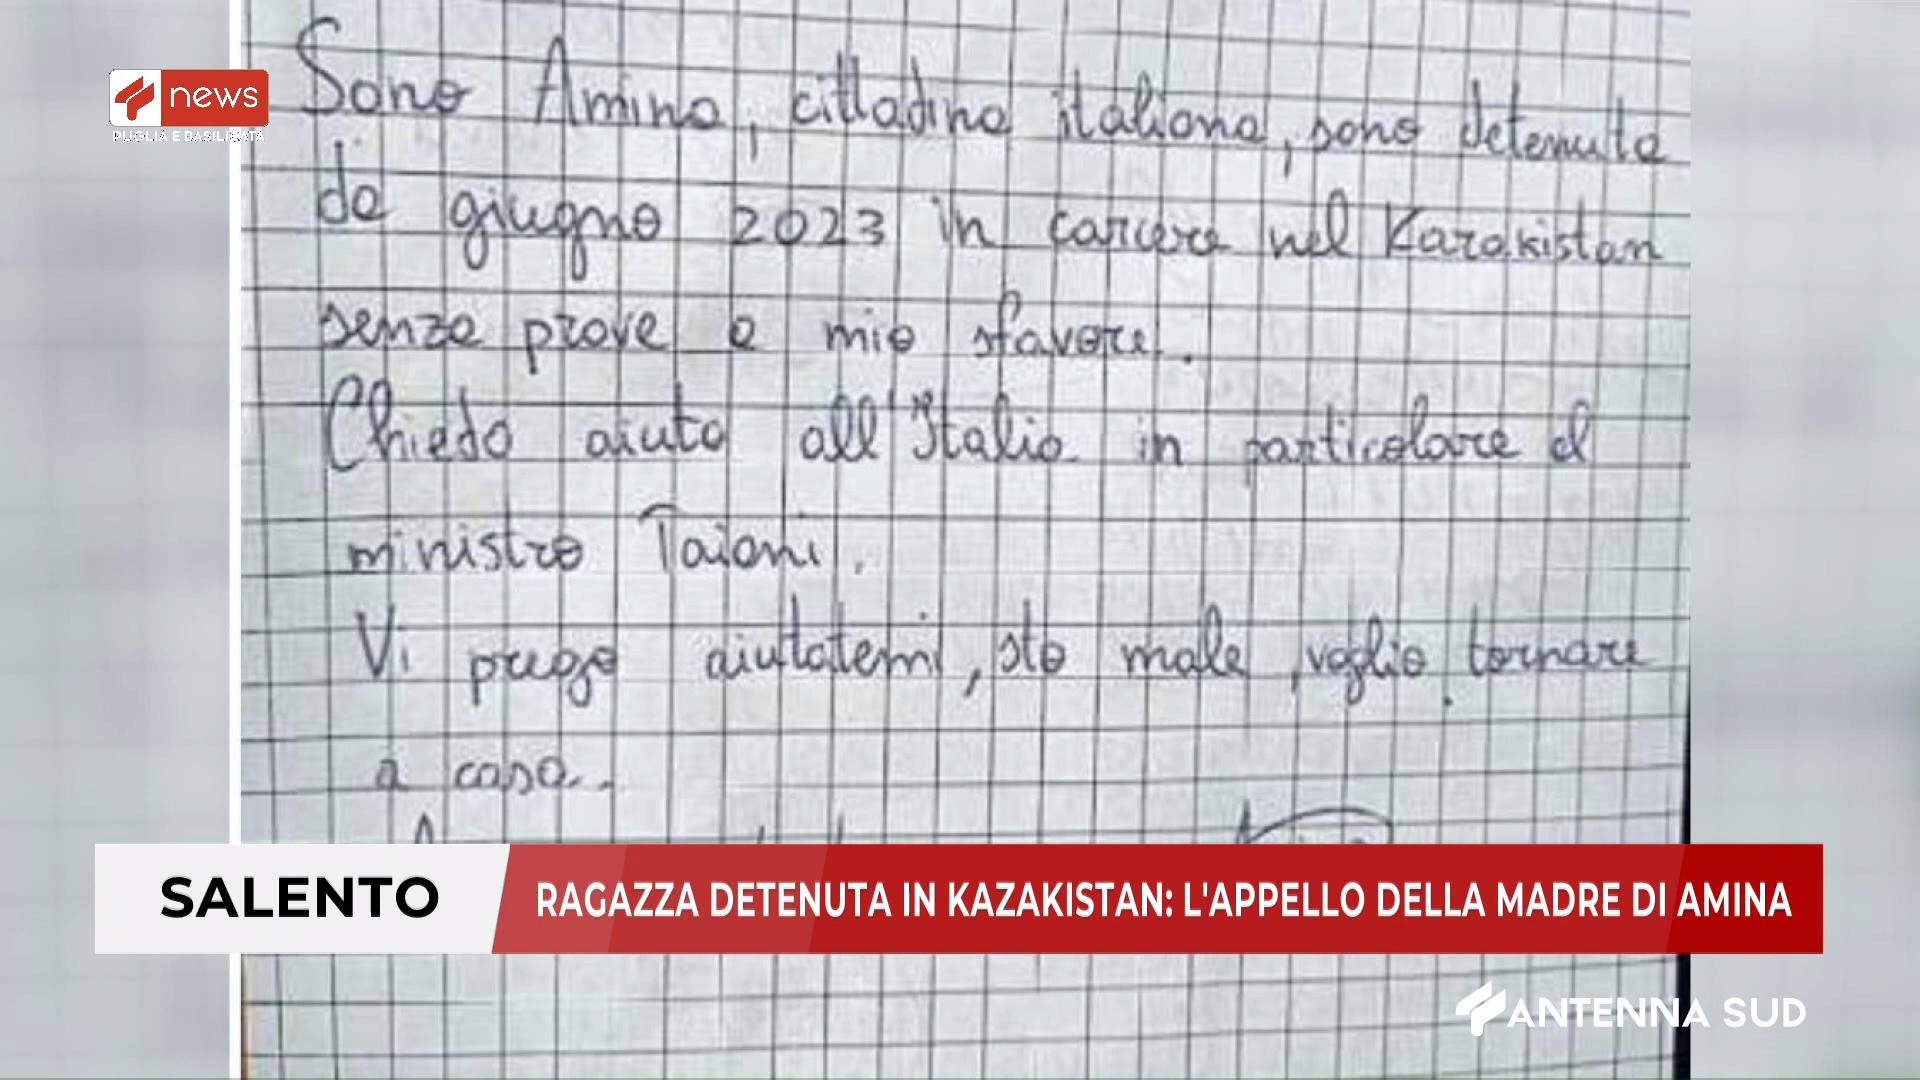 Sono Amina, cittadina italiana, sono detenuta
da giugno 2023 in carcere nel Kazakistan
senza prove a mio sfavore.
Chiedo aiuto all'Italia in particolare al
ministro Taiani.
Vi prego aiutatemi, sto male, voglio tornare
a casa..
news
PUGLIA E BASILICATA
SALENTO
RAGAZZA DETENUTA IN KAZAKISTAN: L'APPELLO DELLA MADRE DI AMINA
ANTENNA SUD